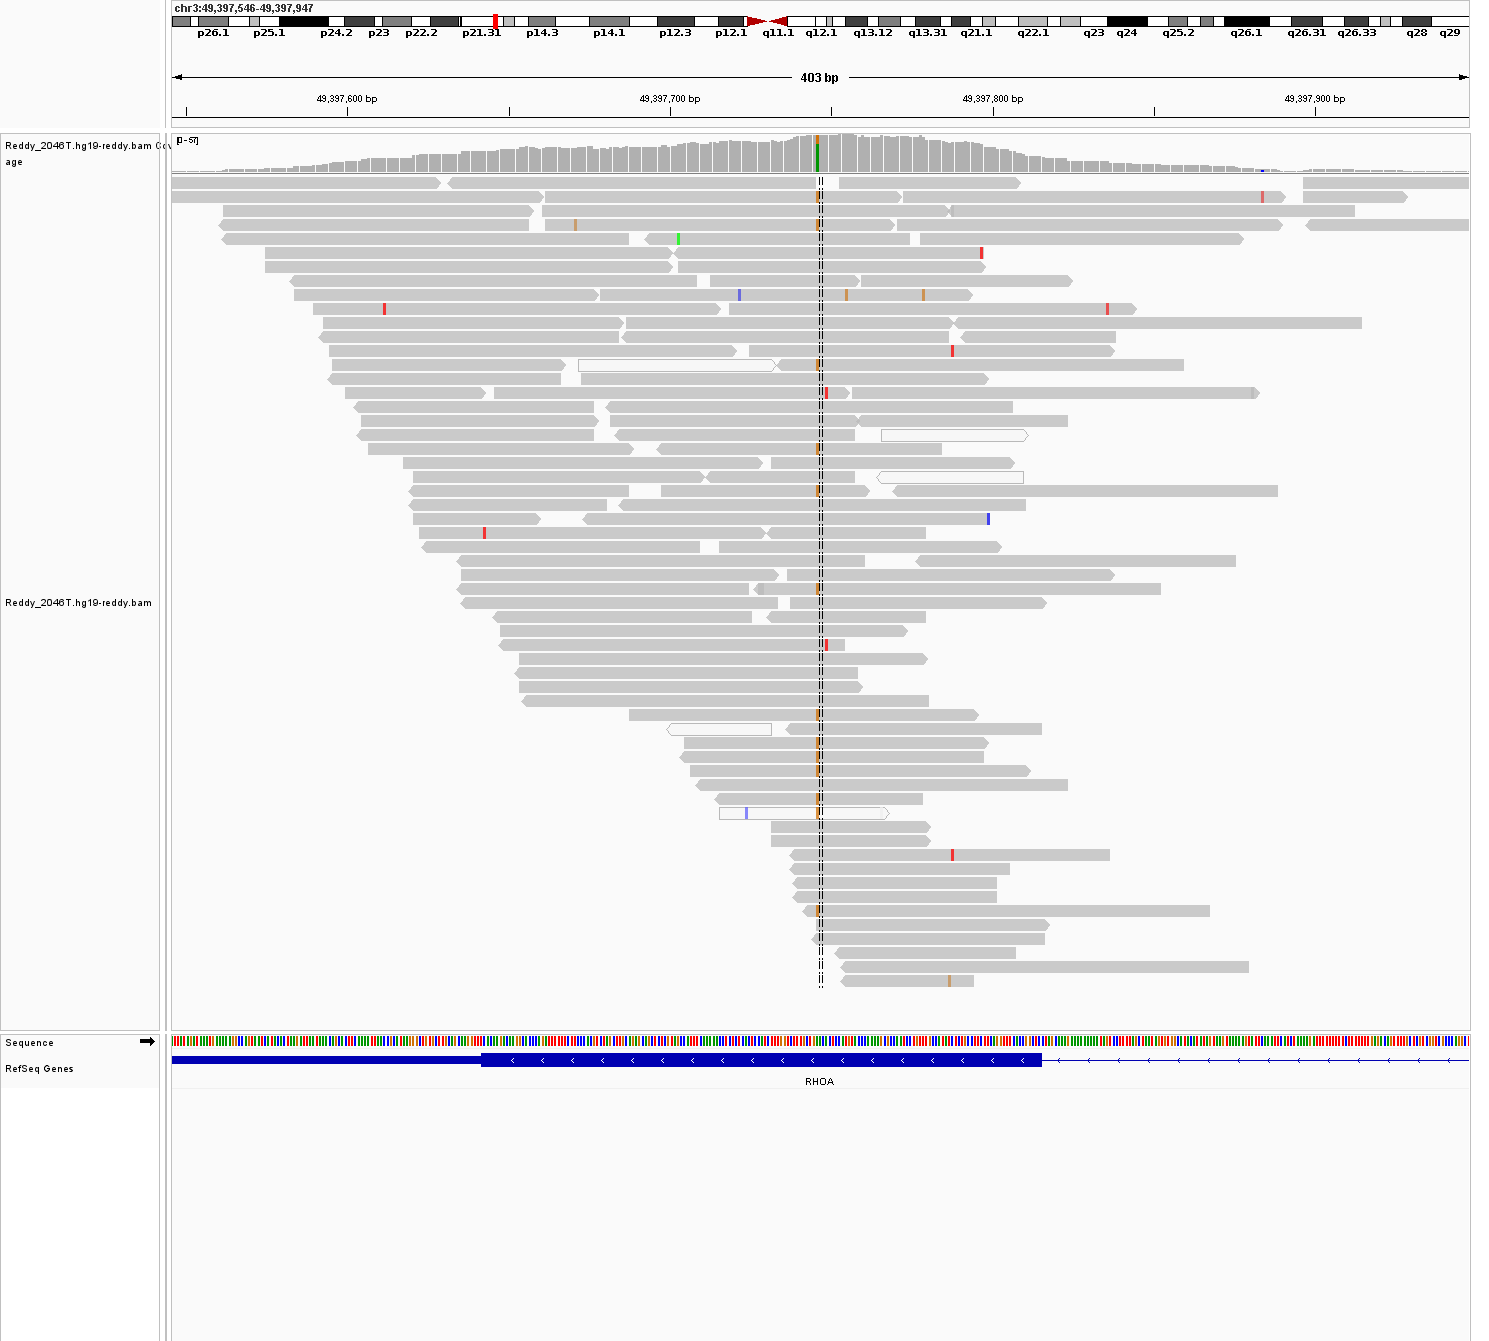 chr3:49,397,546-49,397,947
p26.1 p25.1 p24.2 p23 p22.2 p21.31 p14.3 p14.1 p12.3 p12.1 q11.1 q12.1 q13.12 q13.31 q21.1 q22.1 q23 q24 q25.2 q26.1 q26.31 q26.33 q28 q29
403 bp
49,397,600 bp 49,397,700 bp 49,397,800 bp 49,397,900 bp
[0-57]
Reddy_2046T.hg19-reddy.bam Cov
age
Reddy_2046T.hg19-reddy.bam
Sequence
RefSeq Genes
RHOA